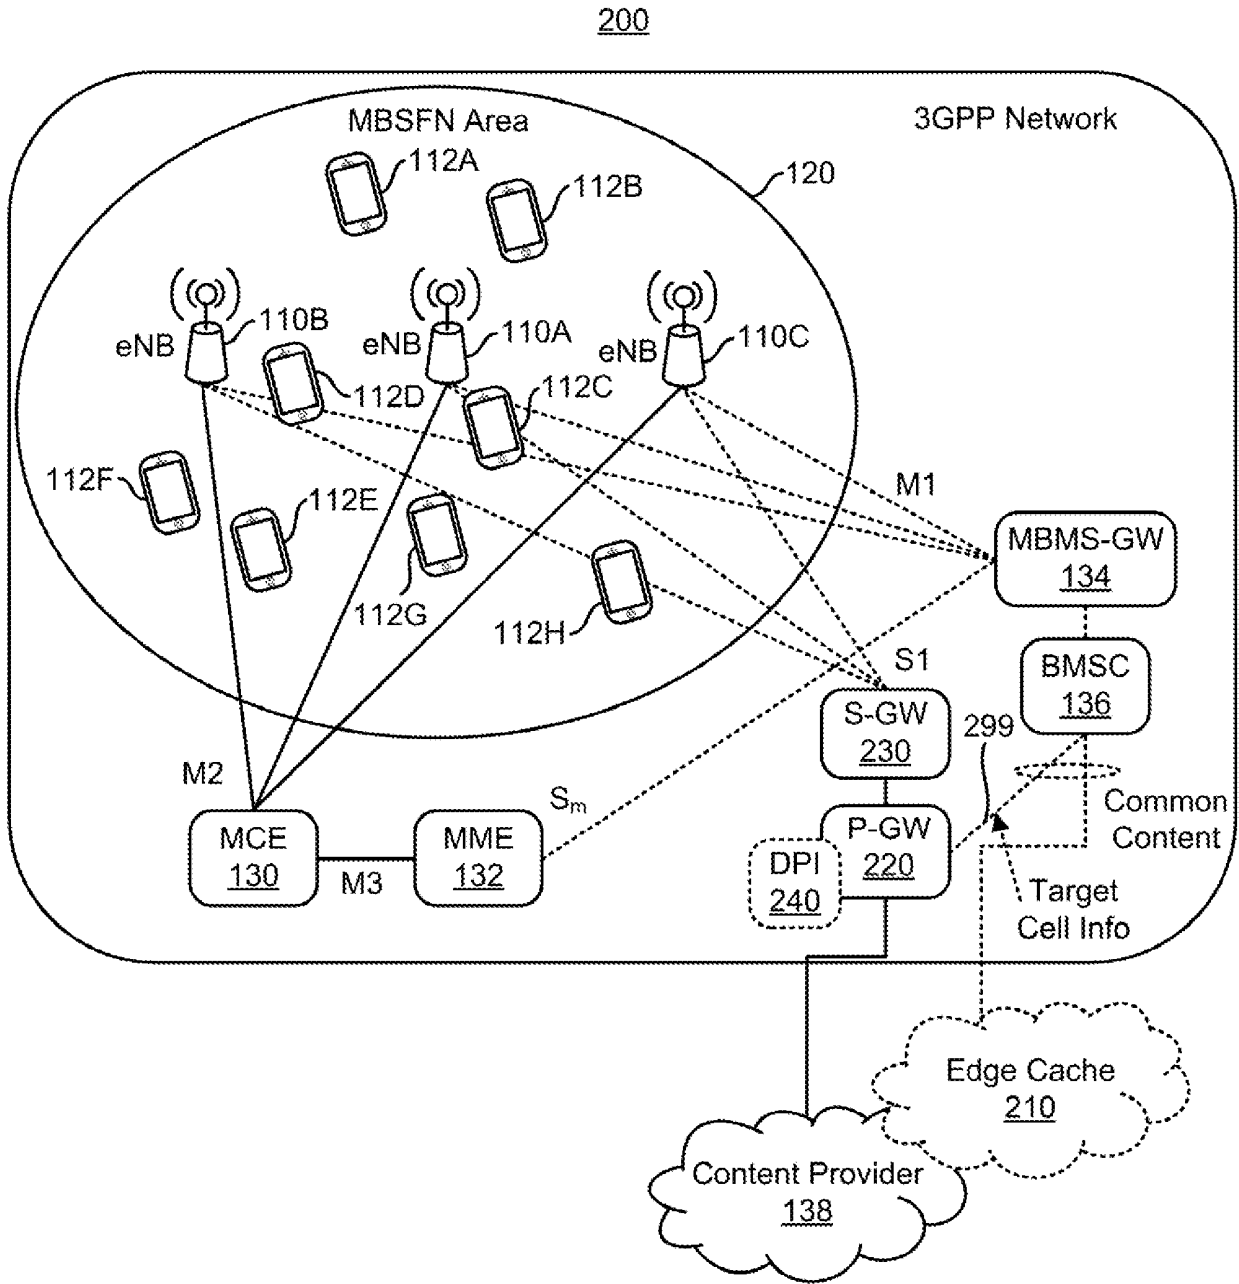 200
MBSFN Area
3GPP Network
112A
112B
120
110B
110A
110C
eNB
eNB
eNB
112D
112C
112F
112E
M1
112G
112H
MBMS-GW
134
S1
BMSC
136
S-GW
230
299
M2
Sm
Common
Content
MCE
130
M3
MME
132
P-GW
220
DPI
240
Target
Cell Info
Edge Cache
210
Content Provider
138